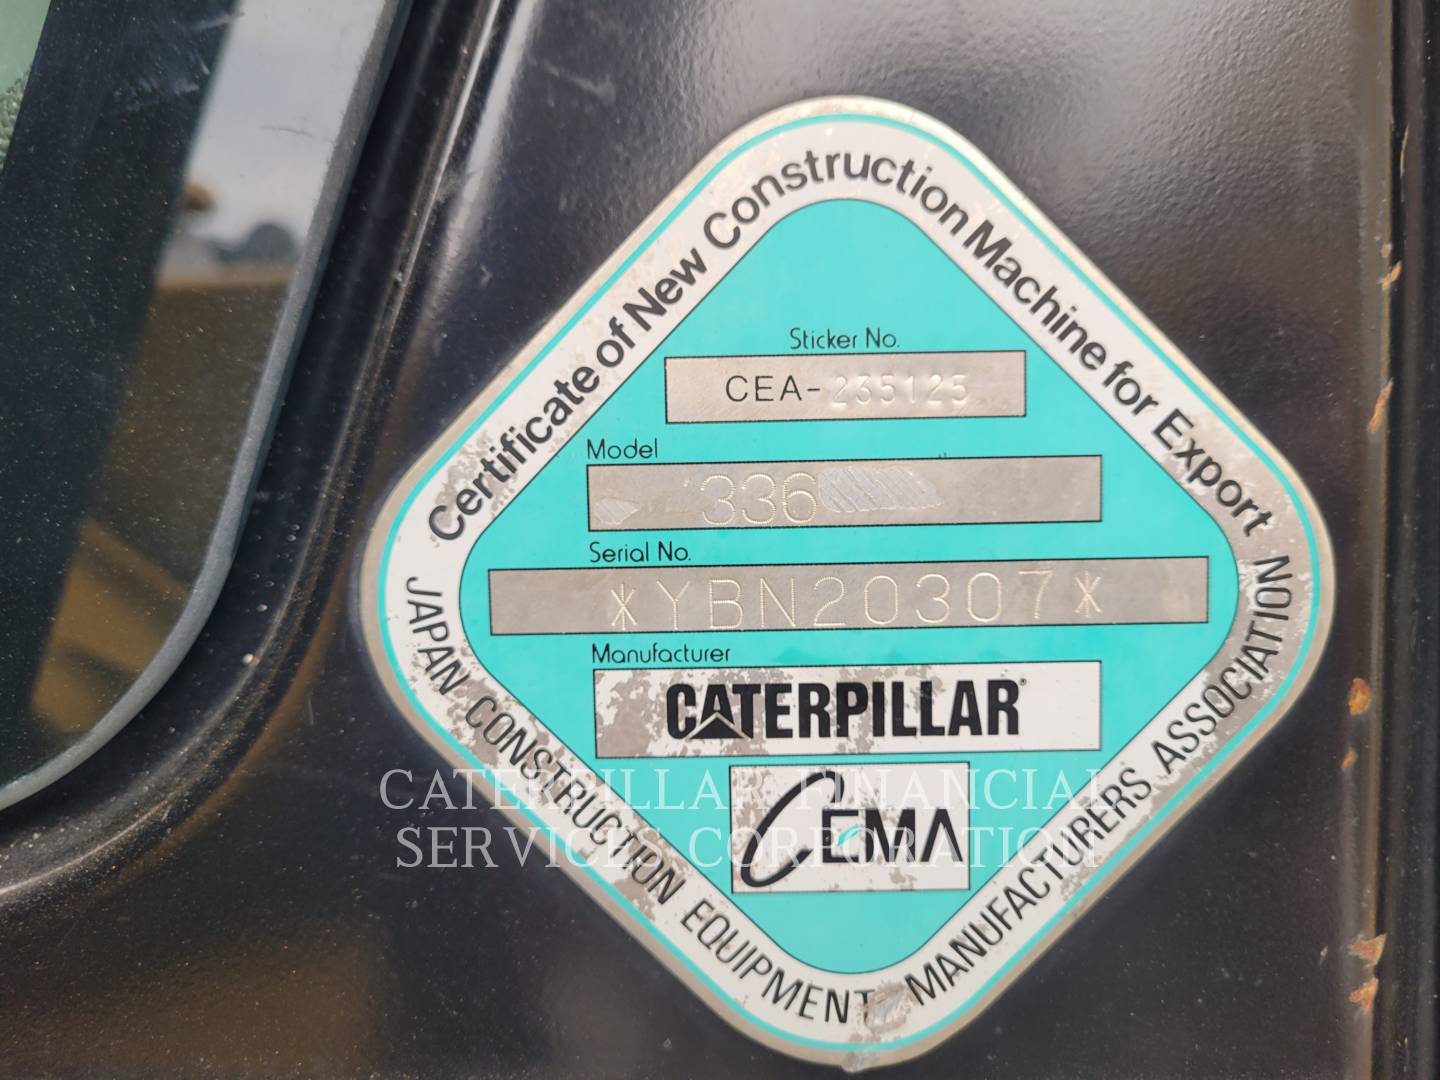 Certificate of New Construction Machine for Export
Sticker No.
CEA-235125
Model
336
Serial No.
*YBN20307*
Manufacturer
CATERPILLAR®
CEMA
JAPAN CONSTRUCTION EQUIPMENT MANUFACTURERS ASSOCIATION
CATERPILLAR FINANCIAL
SERVICES CORPORATION